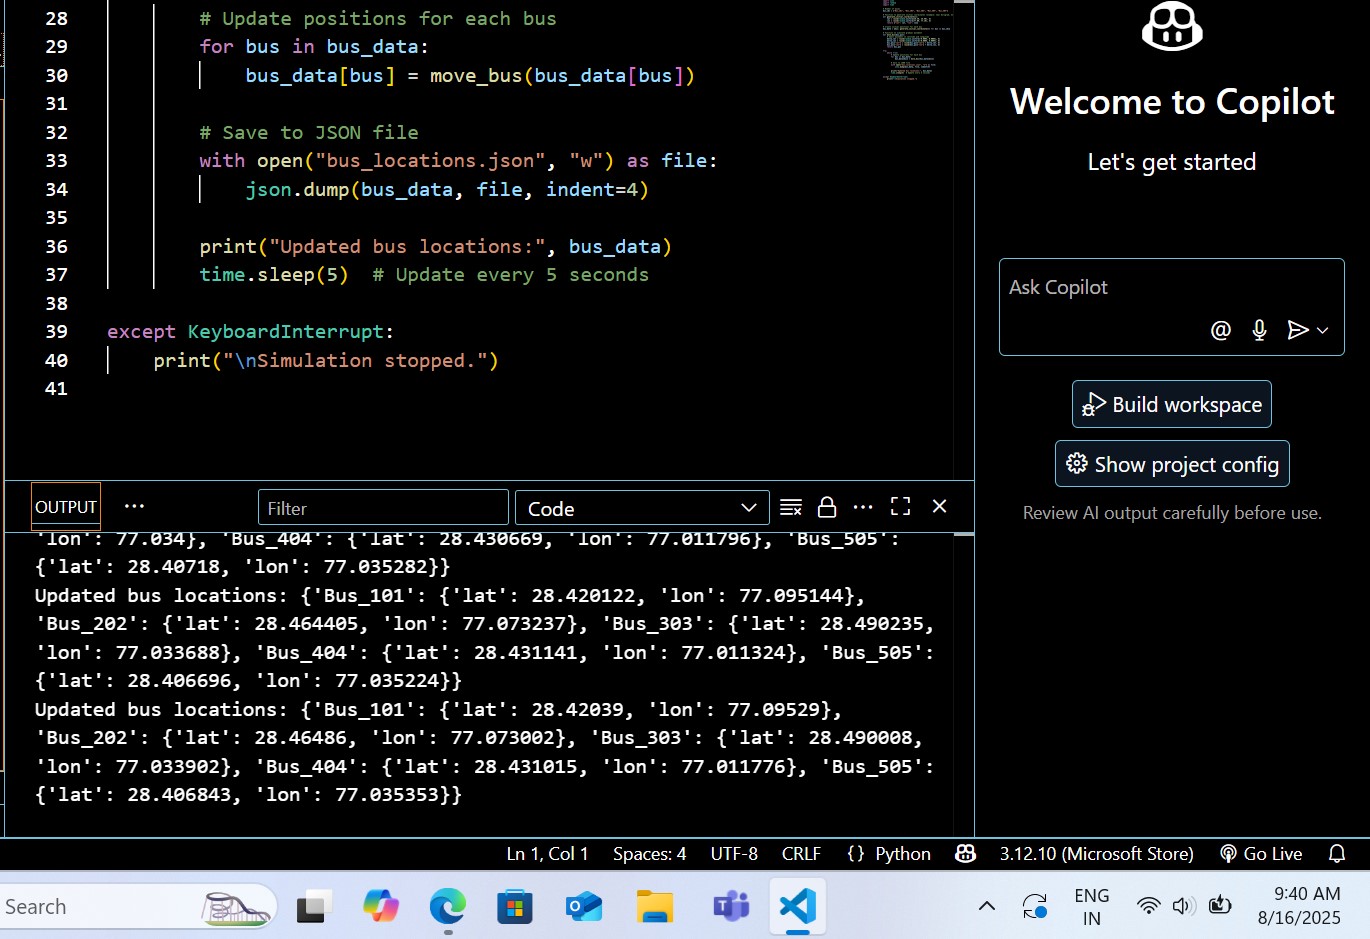 28 # Update positions for each bus
29 for bus in bus_data:
30 bus_data[bus] = move_bus(bus_data[bus])
31
32 # Save to JSON file
33 with open("bus_locations.json", "w") as file:
34 json.dump(bus_data, file, indent=4)
35
36 print("Updated bus locations:", bus_data)
37 time.sleep(5)  # Update every 5 seconds
38
39 except KeyboardInterrupt:
40 print("\nSimulation stopped.")
41
Welcome to Copilot
Let's get started
Ask Copilot
@
Build workspace
Show project config
Review AI output carefully before use.
OUTPUT ···
Filter
Code
'lon': 77.034}, 'Bus_404': {'lat': 28.430669, 'lon': 77.011796}, 'Bus_505':
{'lat': 28.40718, 'lon': 77.035282}}
Updated bus locations: {'Bus_101': {'lat': 28.420122, 'lon': 77.095144},
'Bus_202': {'lat': 28.464405, 'lon': 77.073237}, 'Bus_303': {'lat': 28.490235,
'lon': 77.033688}, 'Bus_404': {'lat': 28.431141, 'lon': 77.011324}, 'Bus_505':
{'lat': 28.406696, 'lon': 77.035224}}
Updated bus locations: {'Bus_101': {'lat': 28.42039, 'lon': 77.09529},
'Bus_202': {'lat': 28.46486, 'lon': 77.073002}, 'Bus_303': {'lat': 28.490008,
'lon': 77.033902}, 'Bus_404': {'lat': 28.431015, 'lon': 77.011776}, 'Bus_505':
{'lat': 28.406843, 'lon': 77.035353}}
Ln 1, Col 1 Spaces: 4 UTF-8 CRLF {} Python 3.12.10 (Microsoft Store) Go Live
Search
ENG
IN
9:40 AM
8/16/2025